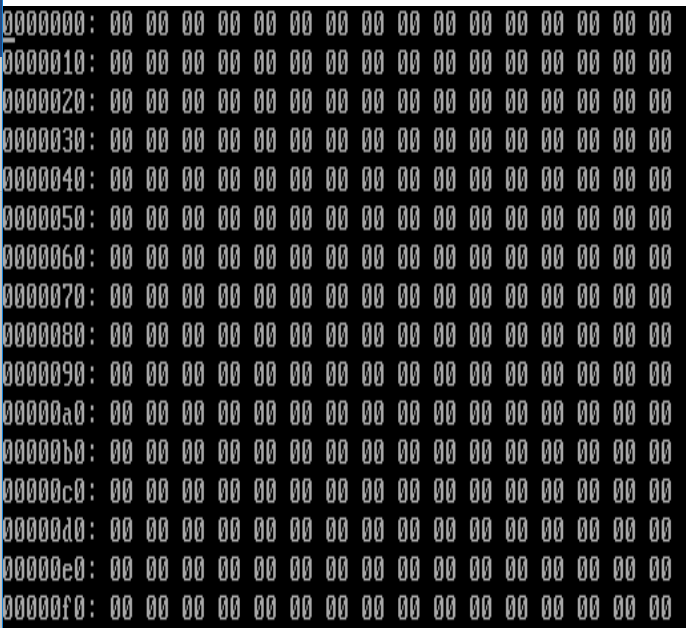 0000000: 00 00 00 00 00 00 00 00 00 00 00 00 00 00 00 00
0000010: 00 00 00 00 00 00 00 00 00 00 00 00 00 00 00 00
0000020: 00 00 00 00 00 00 00 00 00 00 00 00 00 00 00 00
0000030: 00 00 00 00 00 00 00 00 00 00 00 00 00 00 00 00
0000040: 00 00 00 00 00 00 00 00 00 00 00 00 00 00 00 00
0000050: 00 00 00 00 00 00 00 00 00 00 00 00 00 00 00 00
0000060: 00 00 00 00 00 00 00 00 00 00 00 00 00 00 00 00
0000070: 00 00 00 00 00 00 00 00 00 00 00 00 00 00 00 00
0000080: 00 00 00 00 00 00 00 00 00 00 00 00 00 00 00 00
0000090: 00 00 00 00 00 00 00 00 00 00 00 00 00 00 00 00
00000a0: 00 00 00 00 00 00 00 00 00 00 00 00 00 00 00 00
00000b0: 00 00 00 00 00 00 00 00 00 00 00 00 00 00 00 00
00000c0: 00 00 00 00 00 00 00 00 00 00 00 00 00 00 00 00
00000d0: 00 00 00 00 00 00 00 00 00 00 00 00 00 00 00 00
00000e0: 00 00 00 00 00 00 00 00 00 00 00 00 00 00 00 00
00000f0: 00 00 00 00 00 00 00 00 00 00 00 00 00 00 00 00